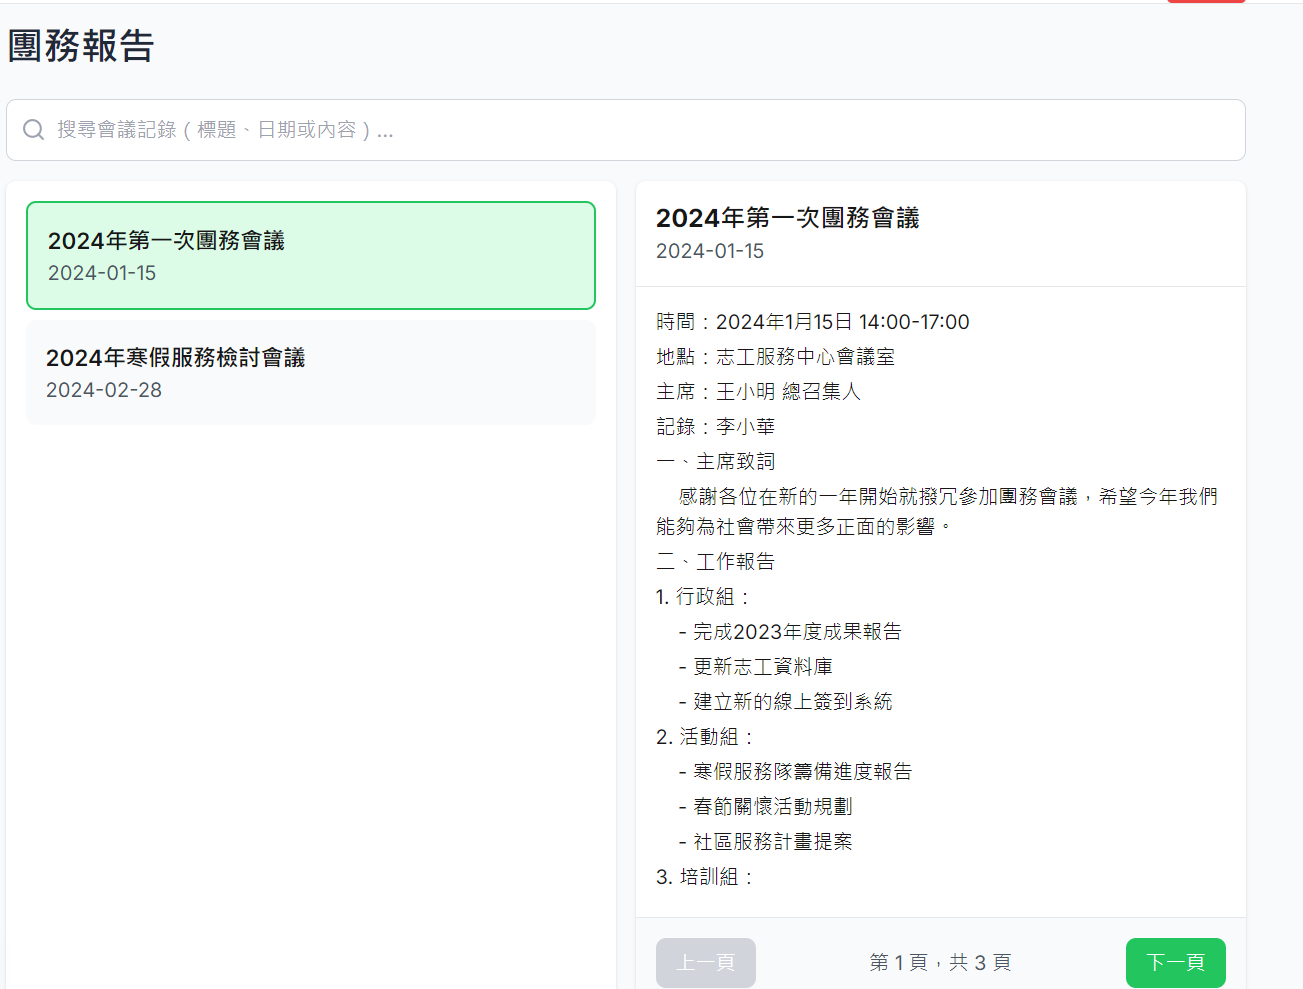 團務報告
搜尋會議記錄 ( 標題、日期或內容 ) ...
2024年第一次團務會議
2024-01-15
2024年寒假服務檢討會議
2024-02-28
2024年第一次團務會議
2024-01-15
時間：2024年1月15日 14:00-17:00
地點：志工服務中心會議室
主席：王小明 總召集人
記錄：李小華
一、主席致詞
感謝各位在新的一年開始就撥冗參加團務會議，希望今年我們
能夠為社會帶來更多正面的影響。
二、工作報告
1. 行政組：
- 完成2023年度成果報告
- 更新志工資料庫
- 建立新的線上簽到系統
2. 活動組：
- 寒假服務隊籌備進度報告
- 春節關懷活動規劃
- 社區服務計畫提案
3. 培訓組：
上一頁
第 1 頁，共 3 頁
下一頁